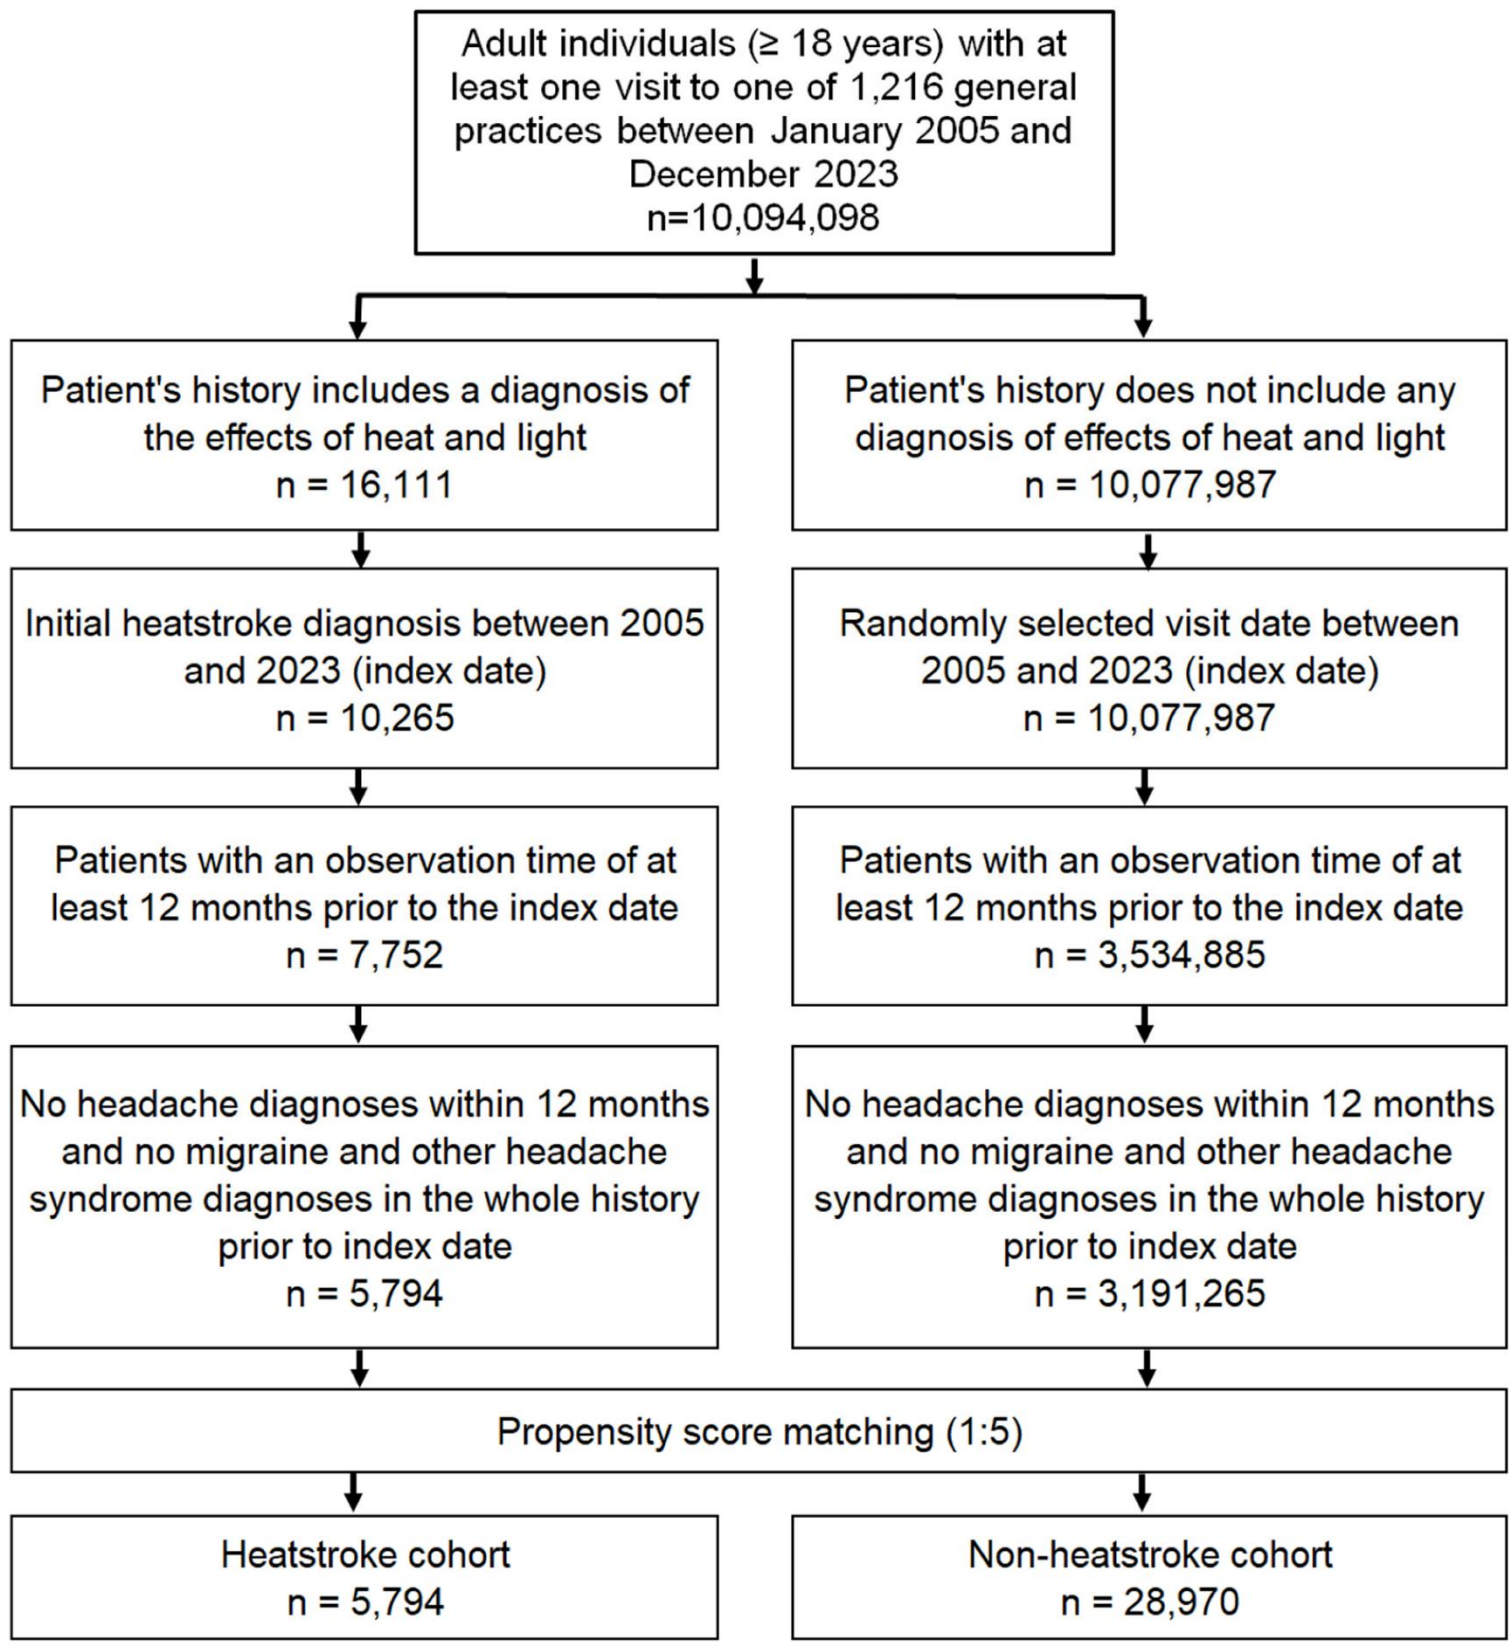 Adult individuals (≥ 18 years) with at
least one visit to one of 1,216 general
practices between January 2005 and
December 2023
n=10,094,098
Patient's history includes a diagnosis of
the effects of heat and light
n = 16,111
Patient's history does not include any
diagnosis of effects of heat and light
n = 10,077,987
Initial heatstroke diagnosis between 2005
and 2023 (index date)
n = 10,265
Randomly selected visit date between
2005 and 2023 (index date)
n = 10,077,987
Patients with an observation time of at
least 12 months prior to the index date
n = 7,752
Patients with an observation time of at
least 12 months prior to the index date
n = 3,534,885
No headache diagnoses within 12 months
and no migraine and other headache
syndrome diagnoses in the whole history
prior to index date
n = 5,794
No headache diagnoses within 12 months
and no migraine and other headache
syndrome diagnoses in the whole history
prior to index date
n = 3,191,265
Propensity score matching (1:5)
Heatstroke cohort
n = 5,794
Non-heatstroke cohort
n = 28,970